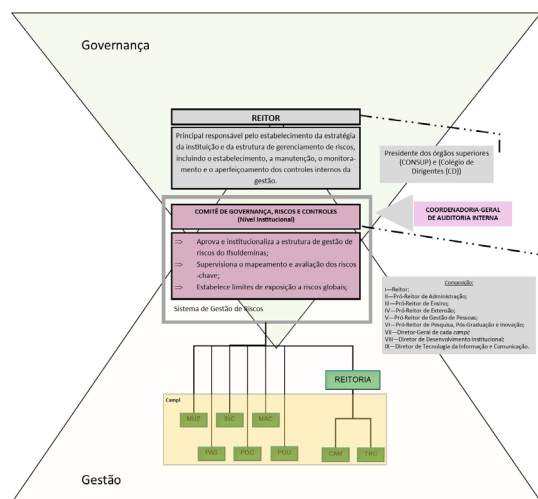 Governança
REITOR
Principal responsável pelo estabelecimento da estratégia
da instituição e da estrutura de gerenciamento de riscos,
incluindo o estabelecimento, a manutenção, o monitora-
mento e o aperfeiçoamento dos controles internos da
gestão.
Presidente dos órgãos superiores
(CONSUP) e (Colégio de
Dirigentes (CD))
COMITÊ DE GOVERNANÇA, RISCOS E CONTROLES
(Nível Institucional)
COORDENADORIA-GERAL
DE AUDITORIA INTERNA
⇒ Aprova e institucionaliza a estrutura de gestão de
riscos do Ifsuldeminas;
⇒ Supervisiona o mapeamento e avaliação dos riscos
-chave;
⇒ Estabelece limites de exposição a riscos globais;
Sistema de Gestão de Riscos
Composição:
I—Reitor;
II—Pró-Reitor de Administração;
III—Pró-Reitor de Ensino;
IV—Pró-Reitor de Extensão;
V—Pró-Reitor de Gestão de Pessoas;
VI—Pró-Reitor de Pesquisa, Pós-Graduação e Inovação;
VII—Diretor-Geral de cada campi;
VIII—Diretor de Desenvolvimento Institucional;
IX—Diretor de Tecnologia da Informação e Comunicação.
REITORIA
Campi
MUZ INC MAC
PAS POC POU CAM TRC
Gestão